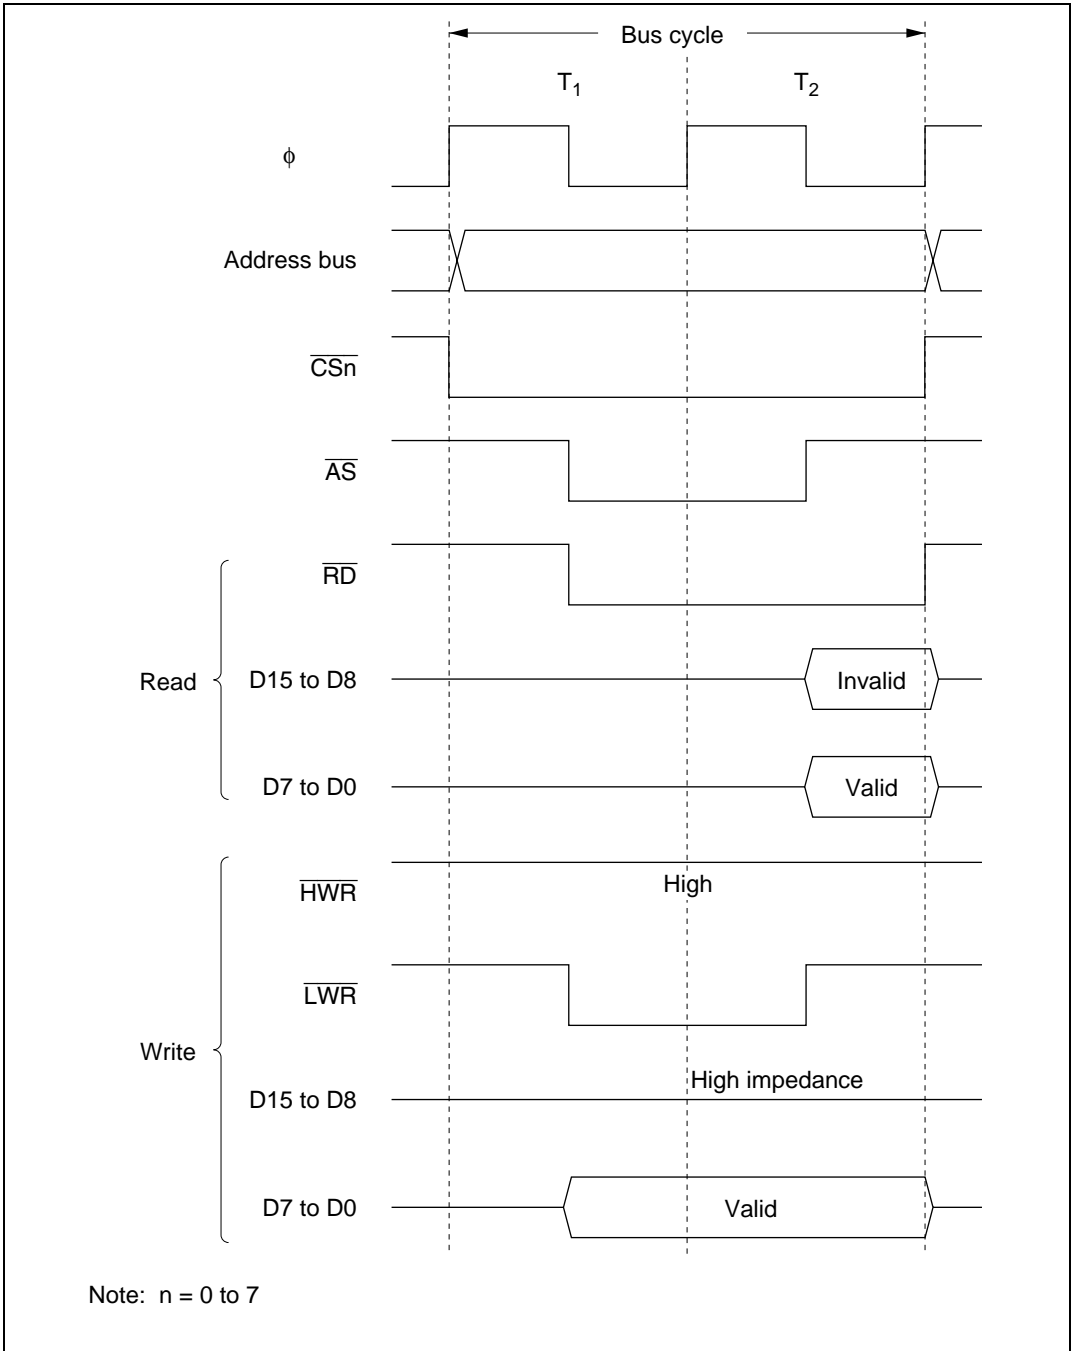 Bus cycle
T1 T2
ϕ
Address bus
CSn
AS
RD
Read D15 to D8 Invalid
D7 to D0 Valid
HWR High
LWR
Write
High impedance
D15 to D8
D7 to D0 Valid
Note: n = 0 to 7